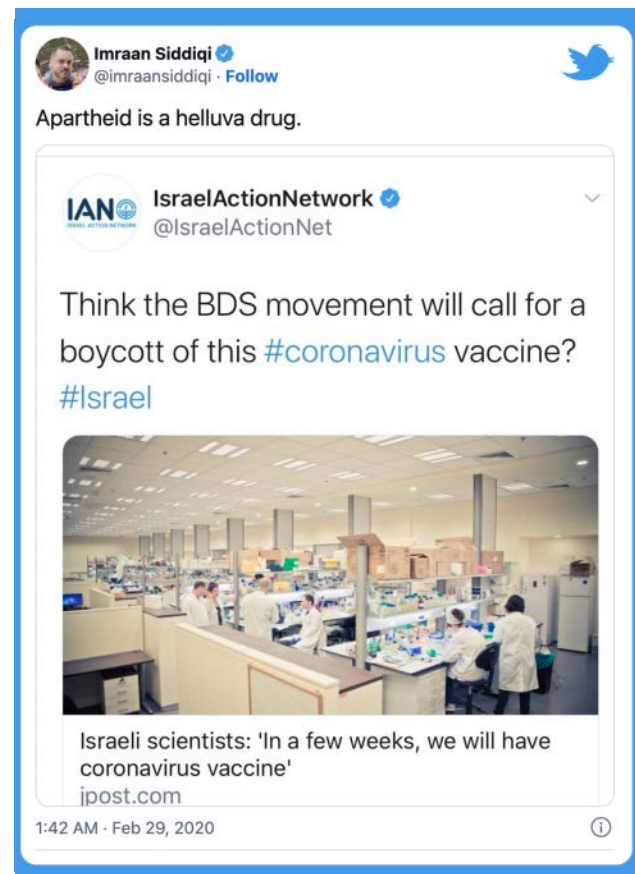 Imraan Siddiqi
@imraansiddiqi · Follow
Apartheid is a helluva drug.
IAN
ISRAEL ACTION NETWORK
IsraelActionNetwork
@IsraelActionNet
Think the BDS movement will call for a
boycott of this #coronavirus vaccine?
#Israel
Israeli scientists: 'In a few weeks, we will have
coronavirus vaccine'
jpost.com
1:42 AM · Feb 29, 2020